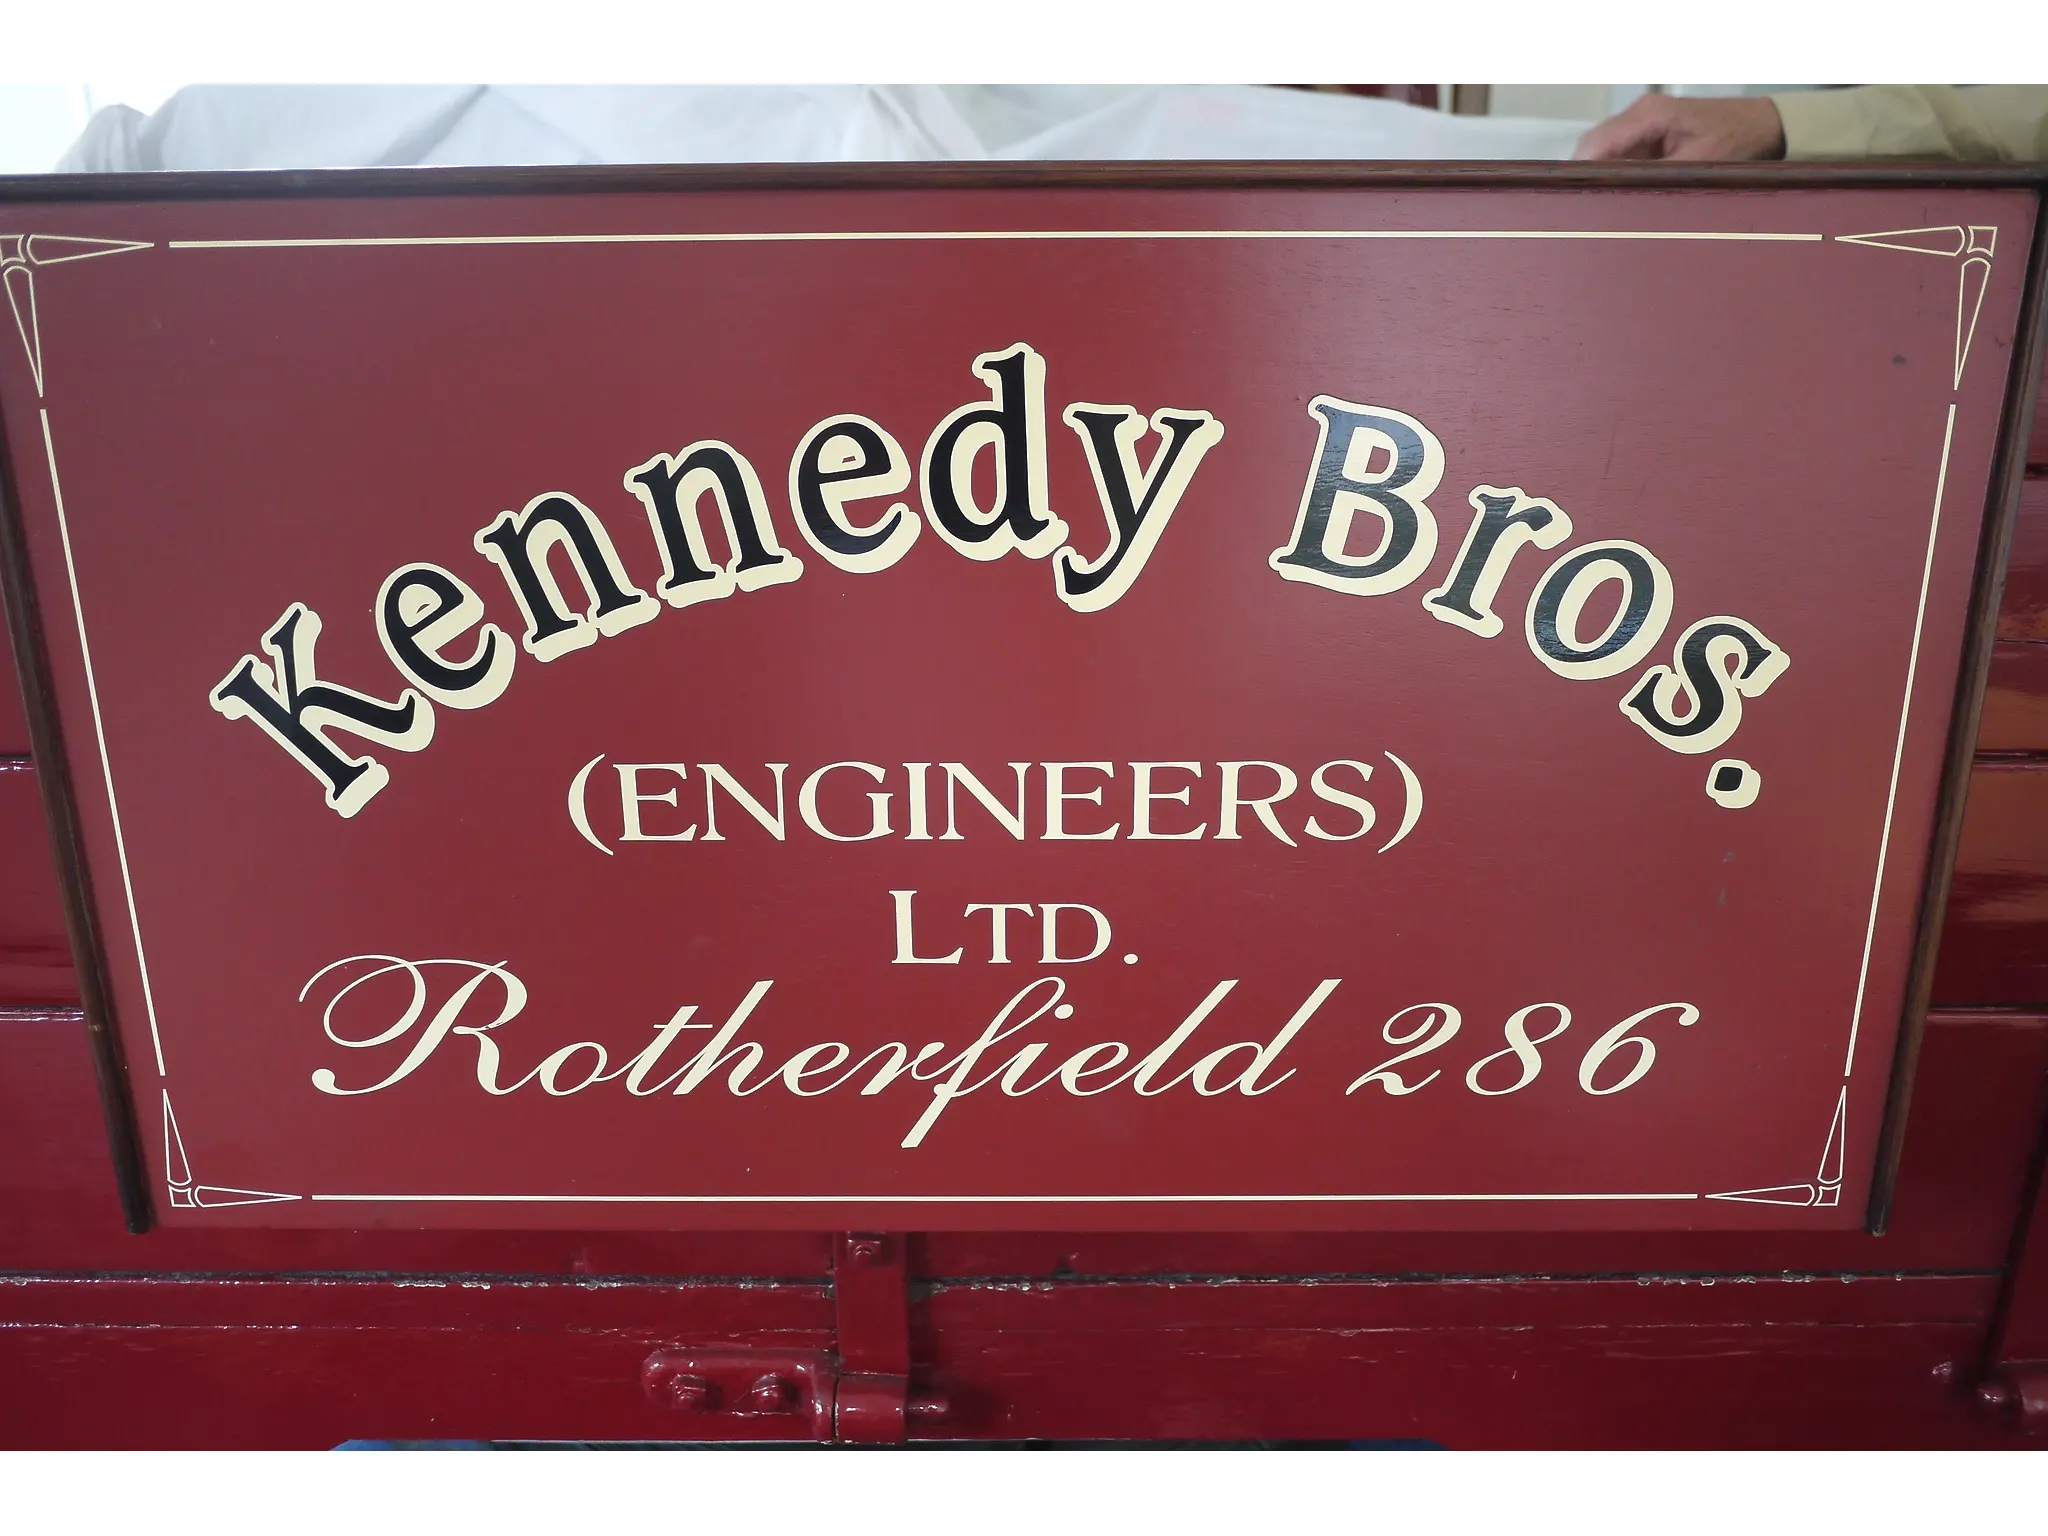 Kennedy Bros.
(ENGINEERS)
LTD.
Rotherfield 286